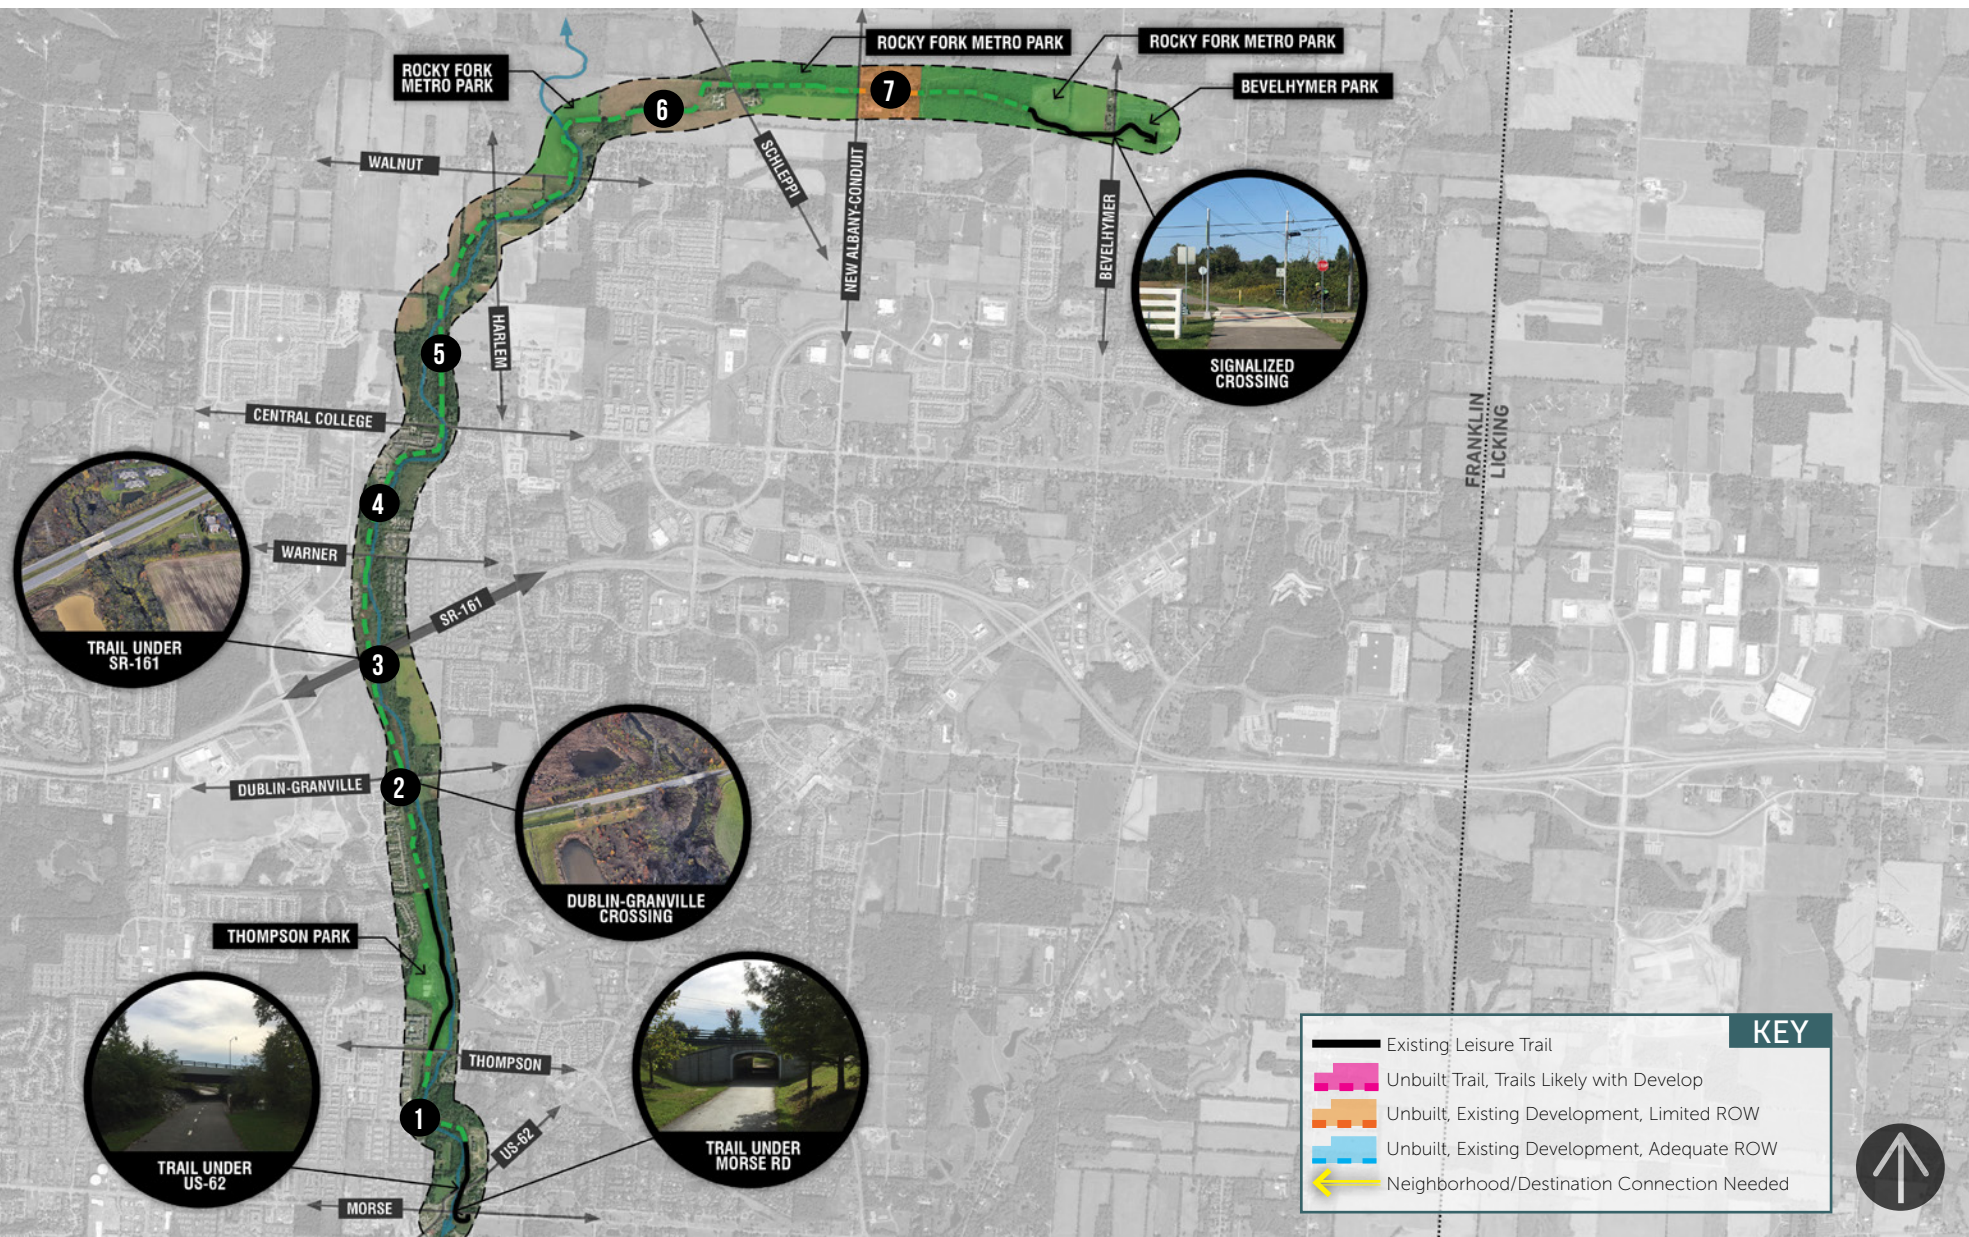 ROCKY FORK
METRO PARK
ROCKY FORK METRO PARK
ROCKY FORK METRO PARK
BEVELHYMER PARK
7
6
WALNUT
SCHLEPPI
NEW ALBANY-CONDUIT
BEVELHYMER
SIGNALIZED
CROSSING
HARLEM
5
CENTRAL COLLEGE
FRANKLIN
LICKING
4
WARNER
SR-161
TRAIL UNDER
SR-161
3
DUBLIN-GRANVILLE
2
DUBLIN-GRANVILLE
CROSSING
THOMPSON PARK
THOMPSON
1
US-62
TRAIL UNDER
US-62
TRAIL UNDER
MORSE RD
MORSE
KEY
Existing Leisure Trail
Unbuilt Trail, Trails Likely with Develop
Unbuilt, Existing Development, Limited ROW
Unbuilt, Existing Development, Adequate ROW
Neighborhood/Destination Connection Needed